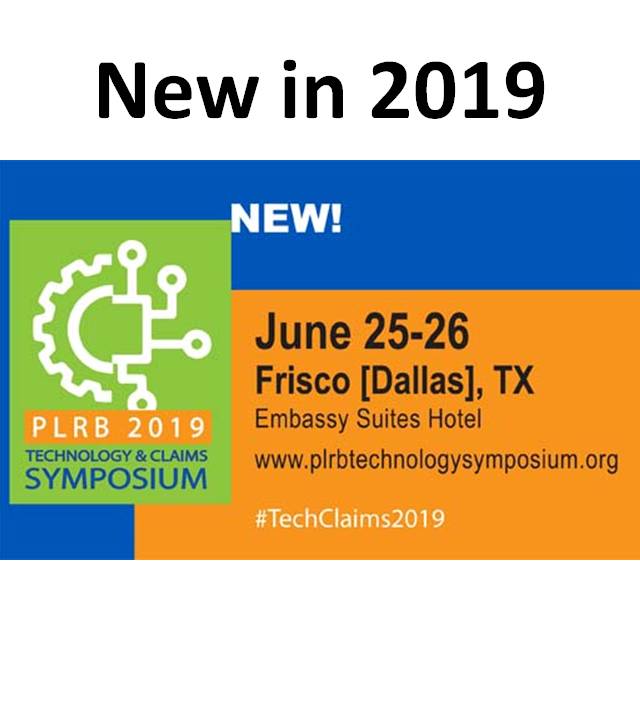 New in 2019
NEW!
PLRB 2019
TECHNOLOGY & CLAIMS
SYMPOSIUM
June 25-26
Frisco [Dallas], TX
Embassy Suites Hotel
www.plrbtechnologysymposium.org
#TechClaims2019